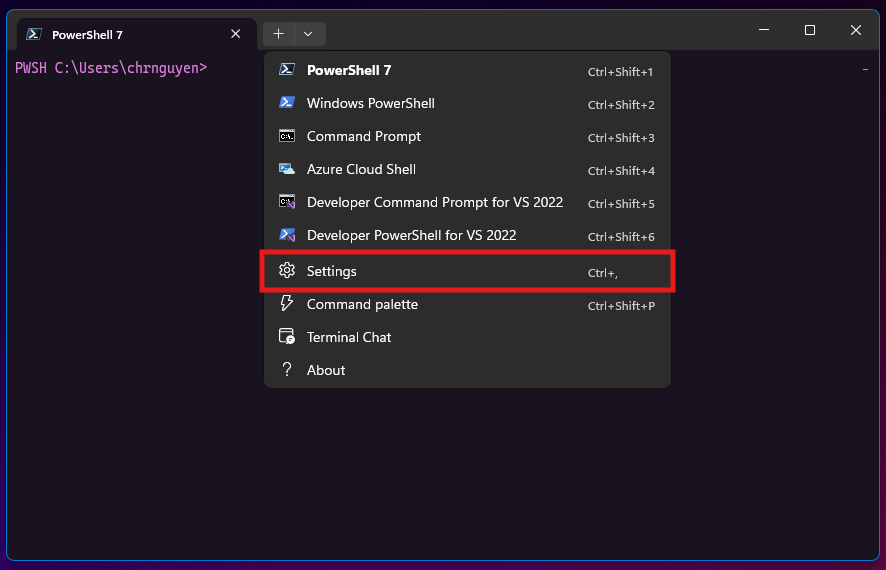 PowerShell 7
PWSH C:\Users\chrnguyen>
PowerShell 7 Ctrl+Shift+1
Windows PowerShell Ctrl+Shift+2
Command Prompt Ctrl+Shift+3
Azure Cloud Shell Ctrl+Shift+4
Developer Command Prompt for VS 2022 Ctrl+Shift+5
Developer PowerShell for VS 2022 Ctrl+Shift+6
Settings Ctrl+,
Command palette Ctrl+Shift+P
Terminal Chat
About